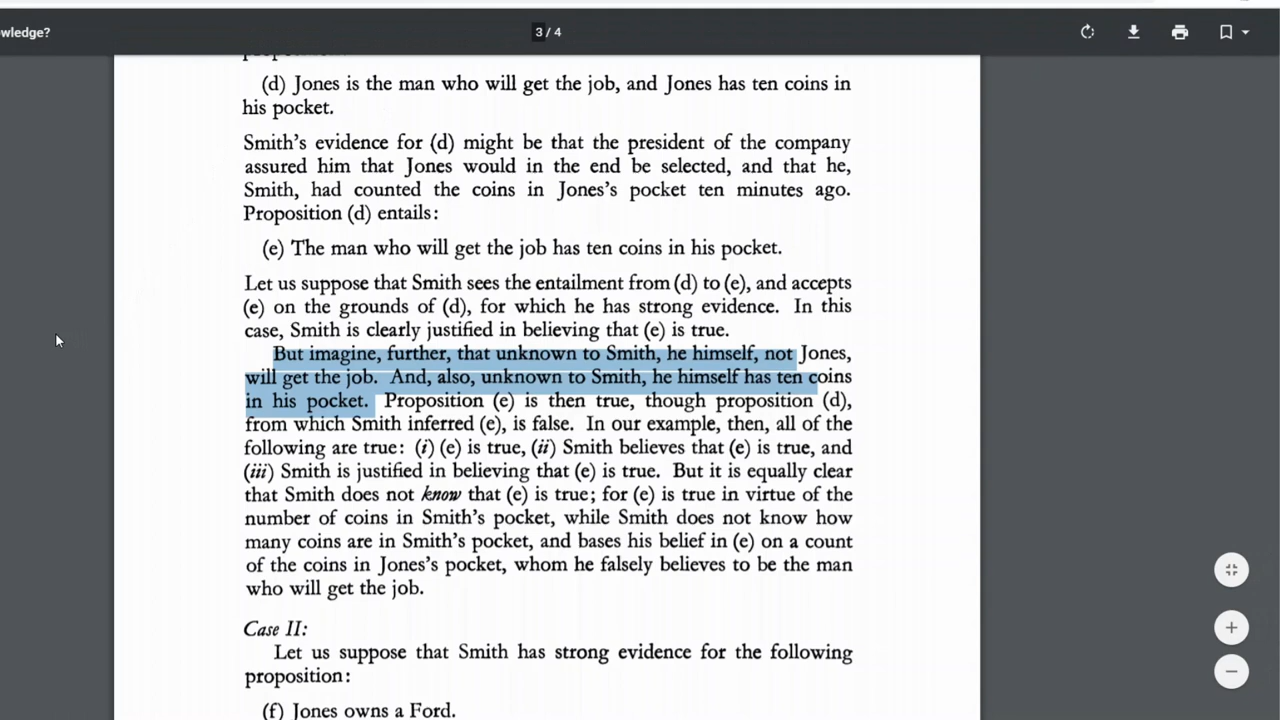 wledge?
3 / 4
(d) Jones is the man who will get the job, and Jones has ten coins in
his pocket.
Smith's evidence for (d) might be that the president of the company
assured him that Jones would in the end be selected, and that he,
Smith, had counted the coins in Jones's pocket ten minutes ago.
Proposition (d) entails:
(e) The man who will get the job has ten coins in his pocket.
Let us suppose that Smith sees the entailment from (d) to (e), and accepts
(e) on the grounds of (d), for which he has strong evidence. In this
case, Smith is clearly justified in believing that (e) is true.
But imagine, further, that unknown to Smith, he himself, not Jones,
will get the job. And, also, unknown to Smith, he himself has ten coins
in his pocket. Proposition (e) is then true, though proposition (d),
from which Smith inferred (e), is false. In our example, then, all of the
following are true: (i) (e) is true, (ii) Smith believes that (e) is true, and
(iii) Smith is justified in believing that (e) is true. But it is equally clear
that Smith does not know that (e) is true; for (e) is true in virtue of the
number of coins in Smith's pocket, while Smith does not know how
many coins are in Smith's pocket, and bases his belief in (e) on a count
of the coins in Jones's pocket, whom he falsely believes to be the man
who will get the job.
Case II:
Let us suppose that Smith has strong evidence for the following
proposition:
(f) Jones owns a Ford.